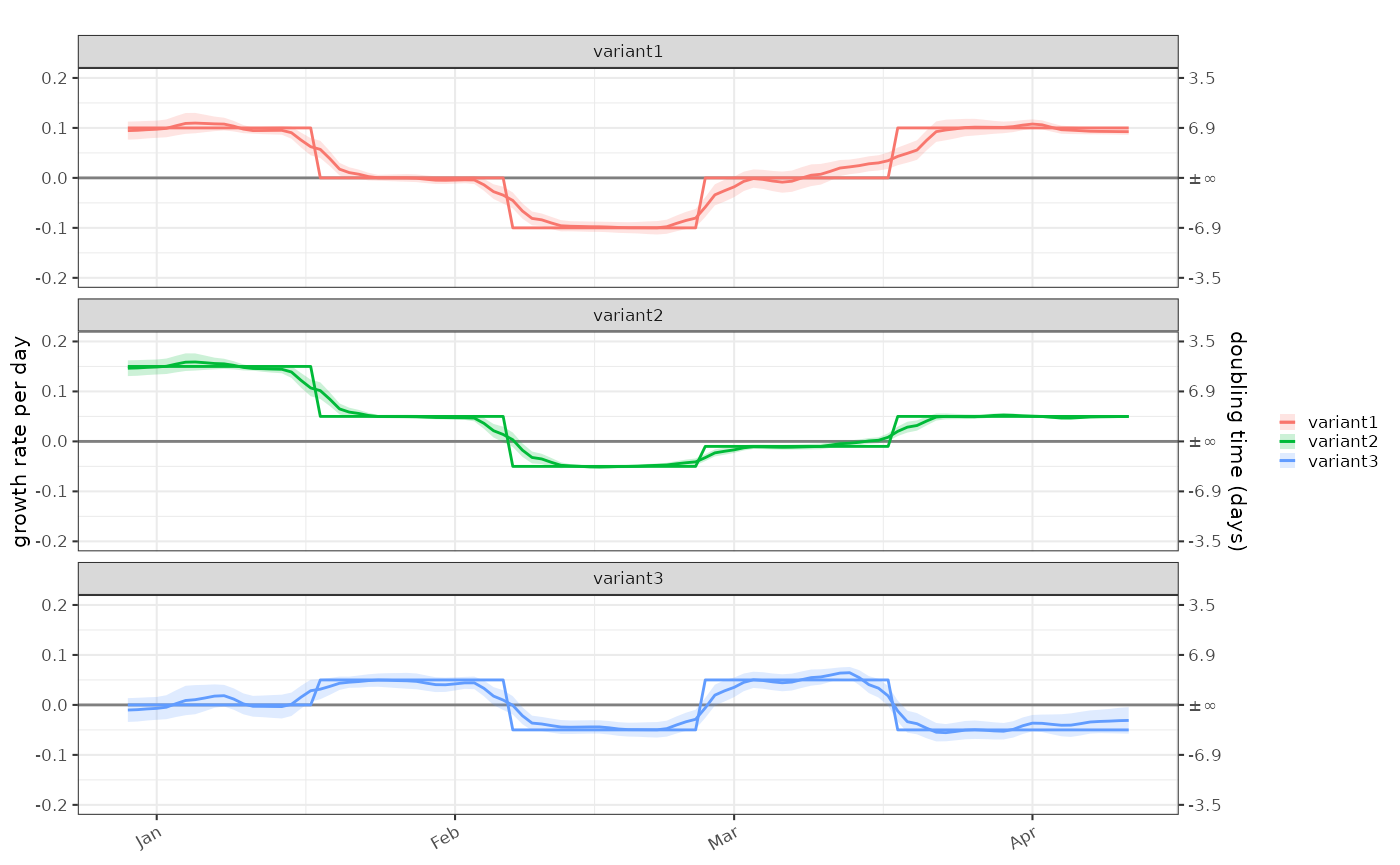 variant1
0.2
0.1
0.0
-0.1
-0.2
3.5
6.9
±∞
-6.9
-3.5
variant2
0.2
0.1
0.0
-0.1
-0.2
3.5
6.9
±∞
-6.9
-3.5
variant3
0.2
0.1
0.0
-0.1
-0.2
3.5
6.9
±∞
-6.9
-3.5
Jan
Feb
Mar
Apr
growth rate per day
doubling time (days)
variant1
variant2
variant3